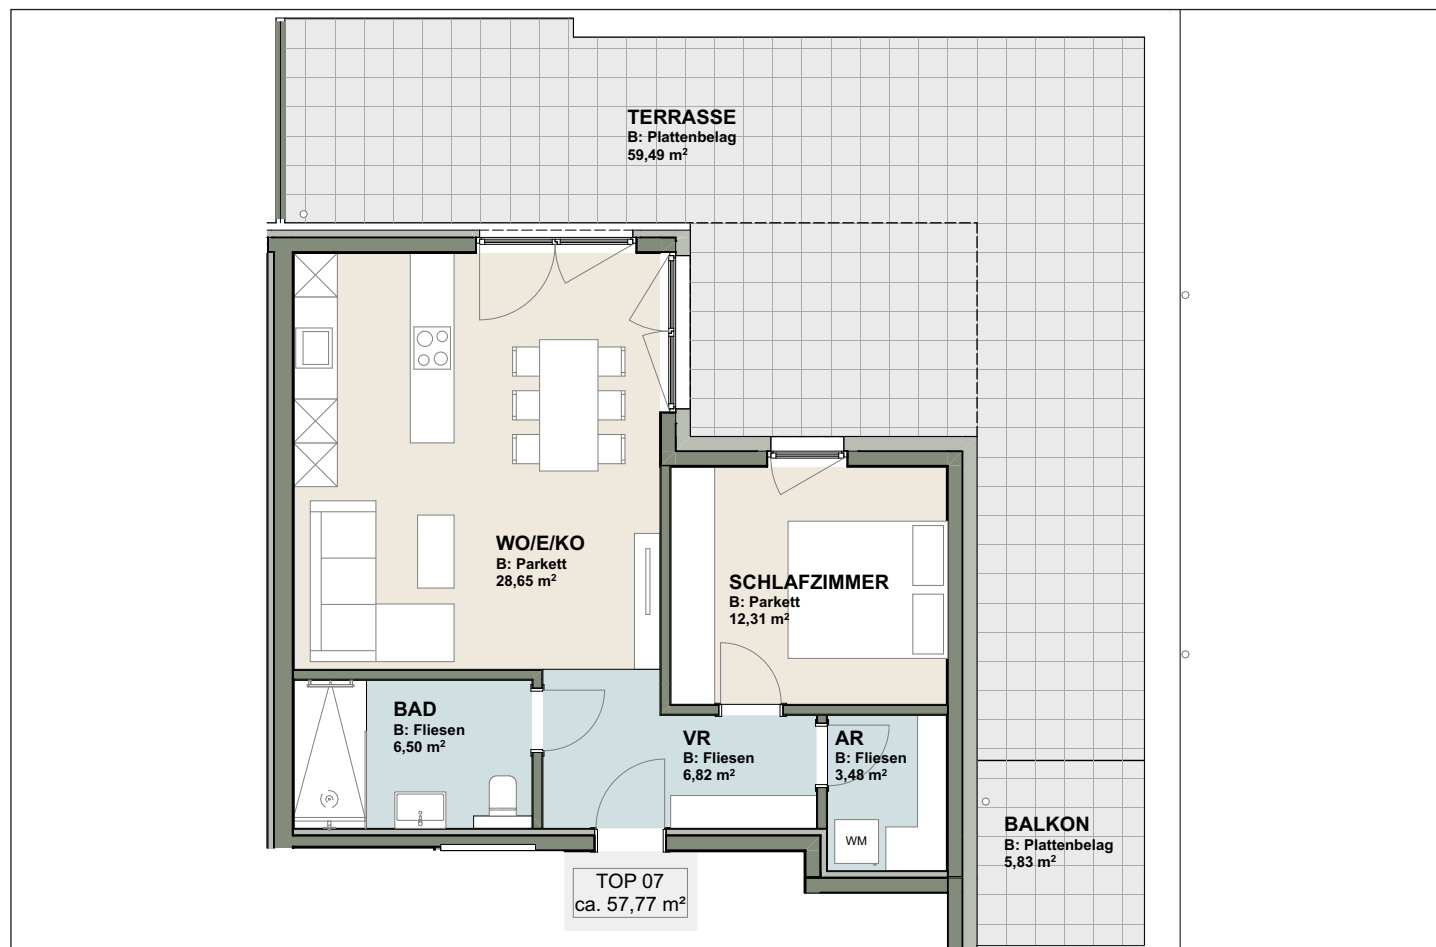 TERRASSE
B: Plattenbelag
59,49 m²
WO/E/KO
B: Parkett
28,65 m²
SCHLAFZIMMER
B: Parkett
12,31 m²
BAD
B: Fliesen
6,50 m²
VR
B: Fliesen
6,82 m²
AR
B: Fliesen
3,48 m²
WM
BALKON
B: Plattenbelag
5,83 m²
TOP 07
ca. 57,77 m²